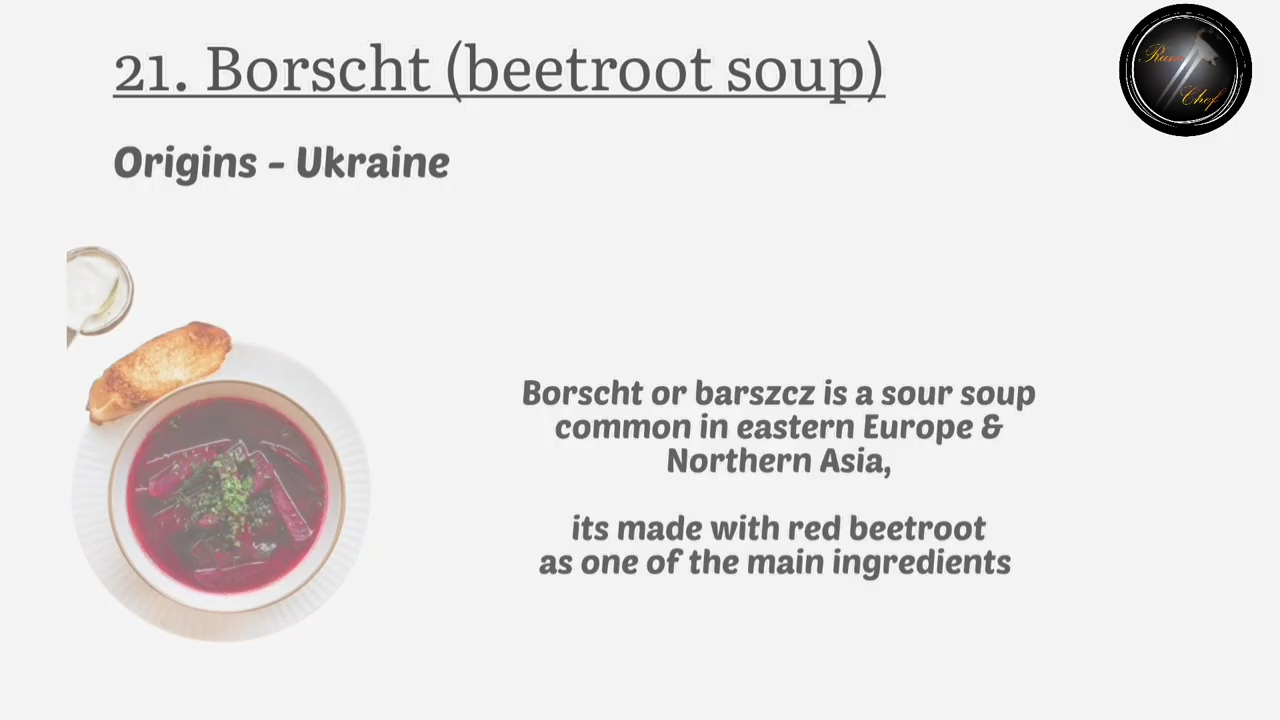 21. Borscht (beetroot soup)
Origins - Ukraine
Borscht or barszcz is a sour soup
common in eastern Europe &
Northern Asia,
its made with red beetroot
as one of the main ingredients
Chef